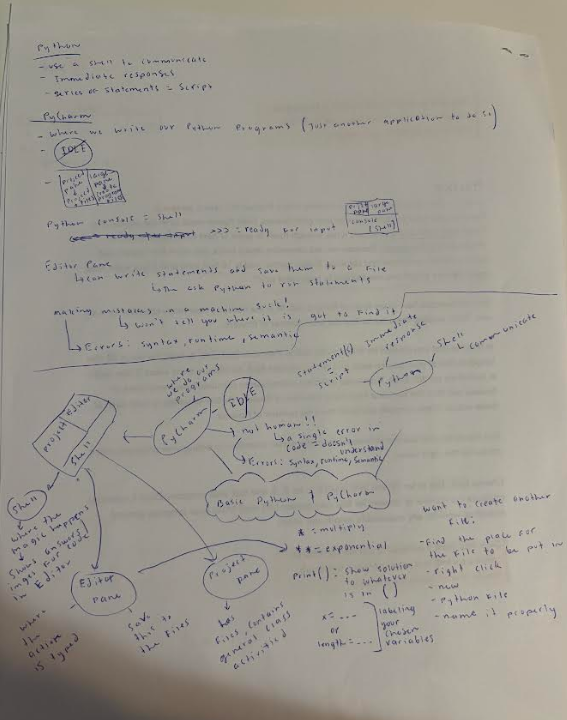 Python
- use a shell to communicate
- Immediate responses
- series of statements = script
PyCharm
- where we write our Python Programs (just another application to do so)
- IDLE
- Project pane
Python console = shell
>>> = ready for input
console
(shell)
Editor Pane
↳ can write statements and save them to a file
↳ the ask Python to run statements
making mistakes in a machine suck!
↳ won't tell you where it is, got to find it
↳ Errors: syntax, runtime, semantic
statement(s)
=
script
immediate
response
Shell
↳ communicate
Python
where
we do our
programs
PyCharm
IDLE
not human!!
↳ a single error in
code = doesn't
understand
↳ Errors: syntax, runtime, semantic
Project
Editor
Shell
Basic Python & PyCharm
Shell
where the
magic happens
shows answers/
for code
in Editor
Editor
Pane
where
the
action
is typed
save
this to
the files
Project
pane
has
files, contains
general class
activities
* = multiply
** = exponential
print(): show solution
to whatever
is in ()
x = ...
or
length = ...
labeling
your
chosen
variables
want to create another
file:
- Find the place for
the file to be put in
- right click
- new
- Python file
- name it properly